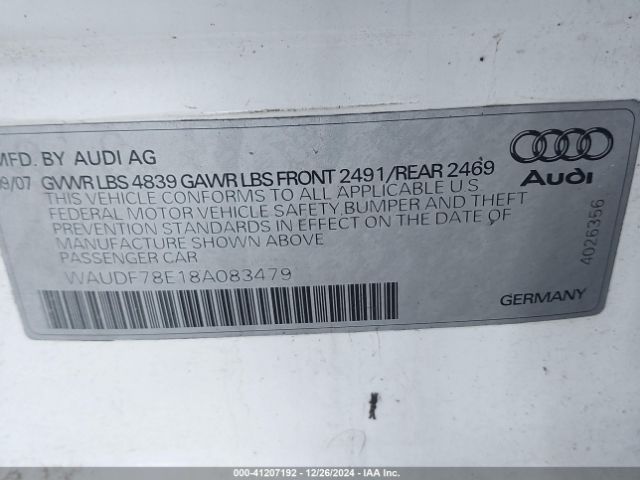 MFD. BY AUDI AG
09/07 GVWR LBS 4839 GAWR LBS FRONT 2491/REAR 2469
THIS VEHICLE CONFORMS TO ALL APPLICABLE U.S.
FEDERAL MOTOR VEHICLE SAFETY, BUMPER AND THEFT
PREVENTION STANDARDS IN EFFECT ON THE DATE OF
MANUFACTURE SHOWN ABOVE
PASSENGER CAR
WAUDF78E18A083479
Audi
4026356
GERMANY
000-41207192 - 12/26/2024 - IAAI.com